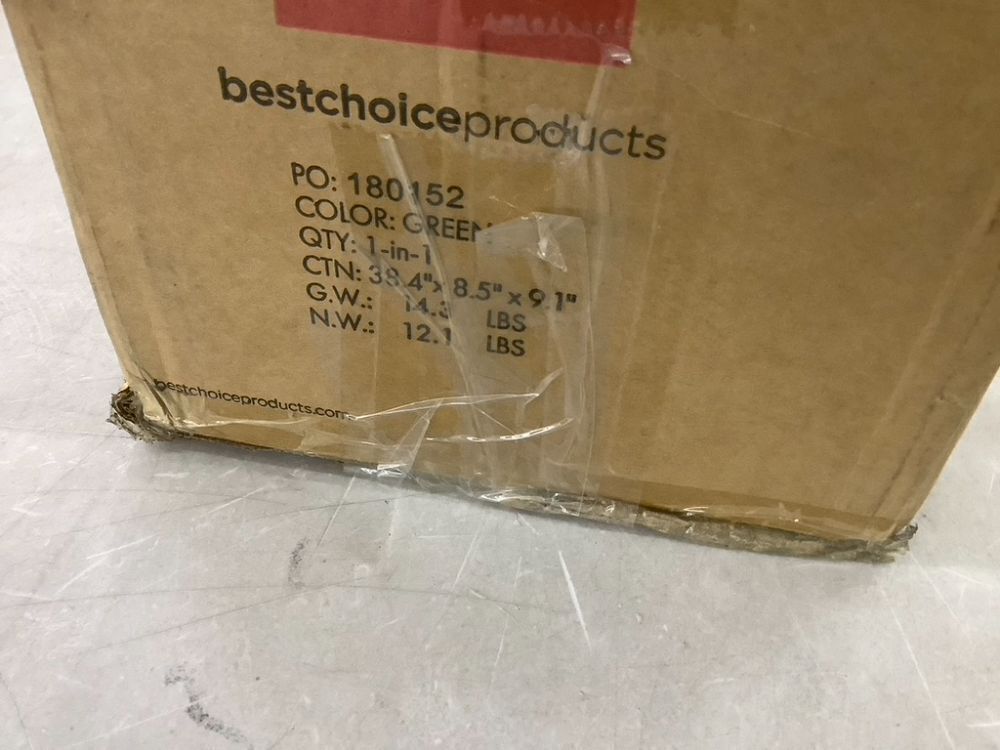 bestchoiceproducts
PO: 180152
COLOR: GREEN
QTY: 1-in-1
CTN: 38.4" x 8.5" x 9.1"
G.W.: 14.3 LBS
N.W.: 12.1 LBS
bestchoiceproducts.com